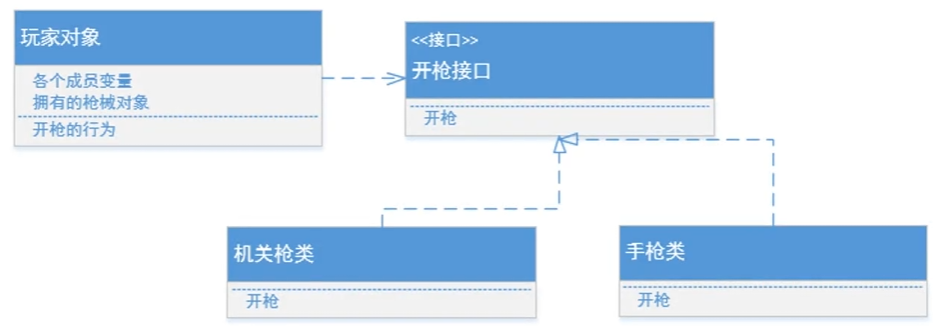 玩家对象
各个成员变量
拥有的枪械对象
开枪的行为
<<接口>>
开枪接口
开枪
机关枪类
开枪
手枪类
开枪